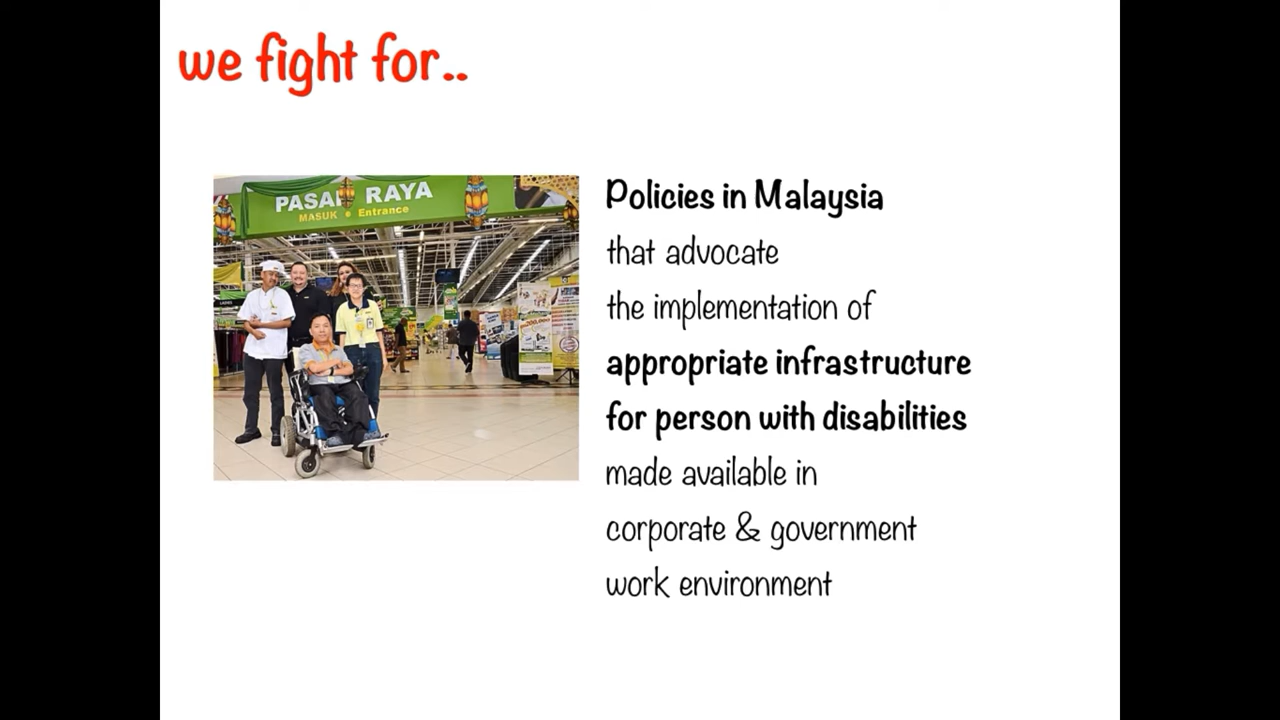 we fight for..
PASAR RAYA
MASUK Entrance
Policies in Malaysia
that advocate
the implementation of
appropriate infrastructure
for person with disabilities
made available in
corporate & government
work environment